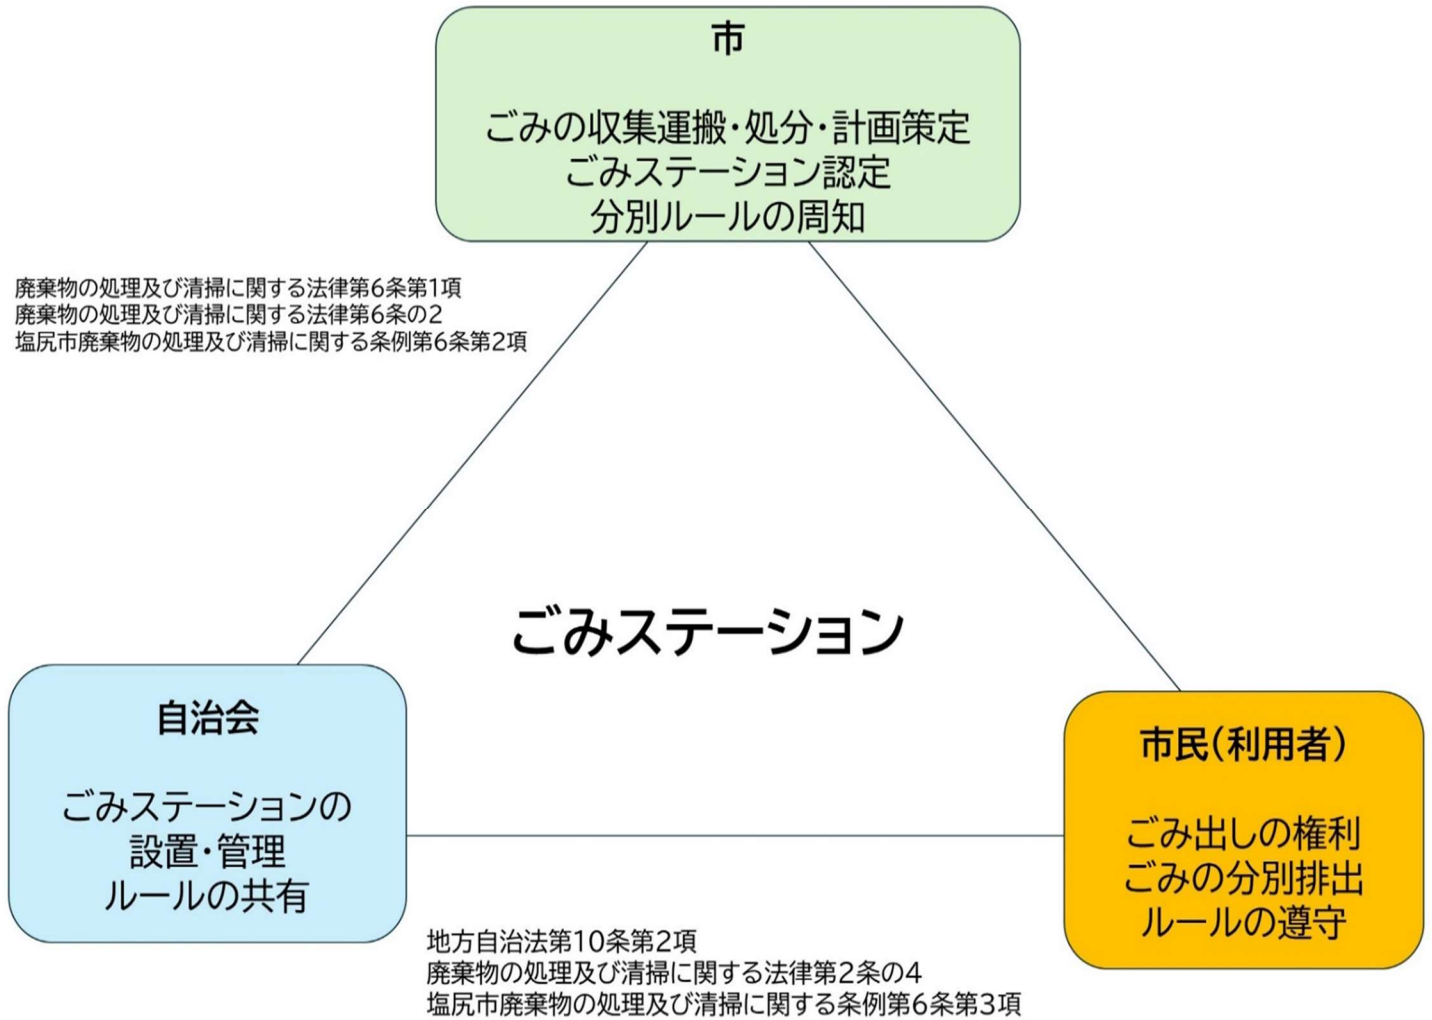 市
ごみの収集運搬・処分・計画策定
ごみステーション認定
分別ルールの周知
廃棄物の処理及び清掃に関する法律第6条第1項
廃棄物の処理及び清掃に関する法律第6条の2
塩尻市廃棄物の処理及び清掃に関する条例第6条第2項
ごみステーション
自治会
ごみステーションの
設置・管理
ルールの共有
市民(利用者)
ごみ出しの権利
ごみの分別排出
ルールの遵守
地方自治法第10条第2項
廃棄物の処理及び清掃に関する法律第2条の4
塩尻市廃棄物の処理及び清掃に関する条例第6条第3項